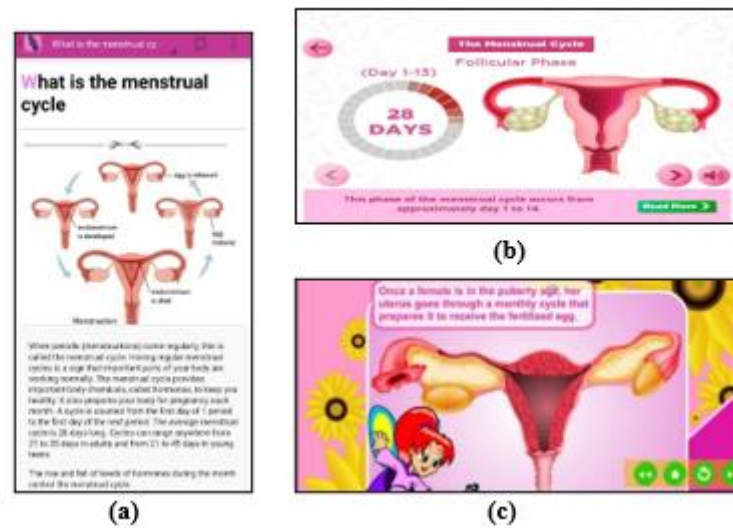 What is the menstrual cy
What is the menstrual
cycle
egg is released
endometrium
is developed
egg
maturing
endometrium
is shed
Menstruation
When periods (menstruations) come regularly, this is
called the menstrual cycle. Having regular menstrual
cycles is a sign that important parts of your body are
working normally. The menstrual cycle provides
important body chemicals, called hormones, to keep you
healthy. It also prepares your body for pregnancy each
month. A cycle is counted from the first day of 1 period
to the first day of the next period. The average menstrual
cycle is 28 days long. Cycles can range anywhere from
21 to 35 days in adults and from 21 to 45 days in young
teens.
The rise and fall of levels of hormones during the month
control the menstrual cycle.
(a)
The Menstrual Cycle
Follicular Phase
(Day 1-13)
28
DAYS
This phase of the menstrual cycle occurs from
approximately day 1 to 14.
Read More
(b)
Once a female is in the puberty age, her
uterus goes through a monthly cycle that
prepares it to receive the fertilized egg.
(c)